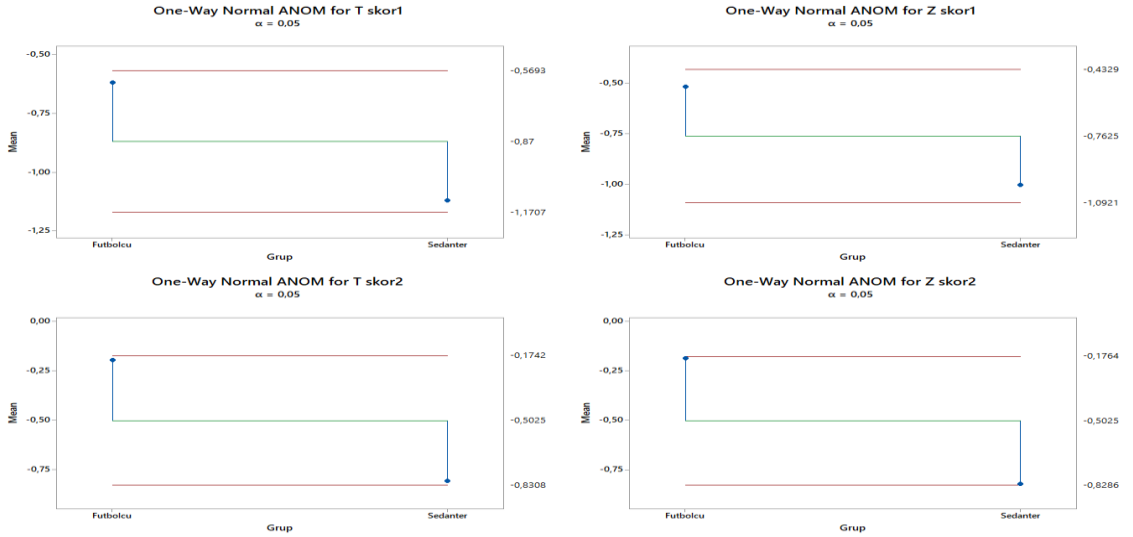 One-Way Normal ANOM for T skor1
α = 0,05
-0,50
-0,75
-1,00
-1,25
Mean
-0,5693
-0,87
-1,1707
Futbolcu
Sedanter
Grup
One-Way Normal ANOM for Z skor1
α = 0,05
-0,50
-0,75
-1,00
-1,25
Mean
-0,4329
-0,7625
-1,0921
Futbolcu
Sedanter
Grup
One-Way Normal ANOM for T skor2
α = 0,05
0,00
-0,25
-0,50
-0,75
Mean
-0,1742
-0,5025
-0,8308
Futbolcu
Sedanter
Grup
One-Way Normal ANOM for Z skor2
α = 0,05
0,00
-0,25
-0,50
-0,75
Mean
-0,1764
-0,5025
-0,8286
Futbolcu
Sedanter
Grup